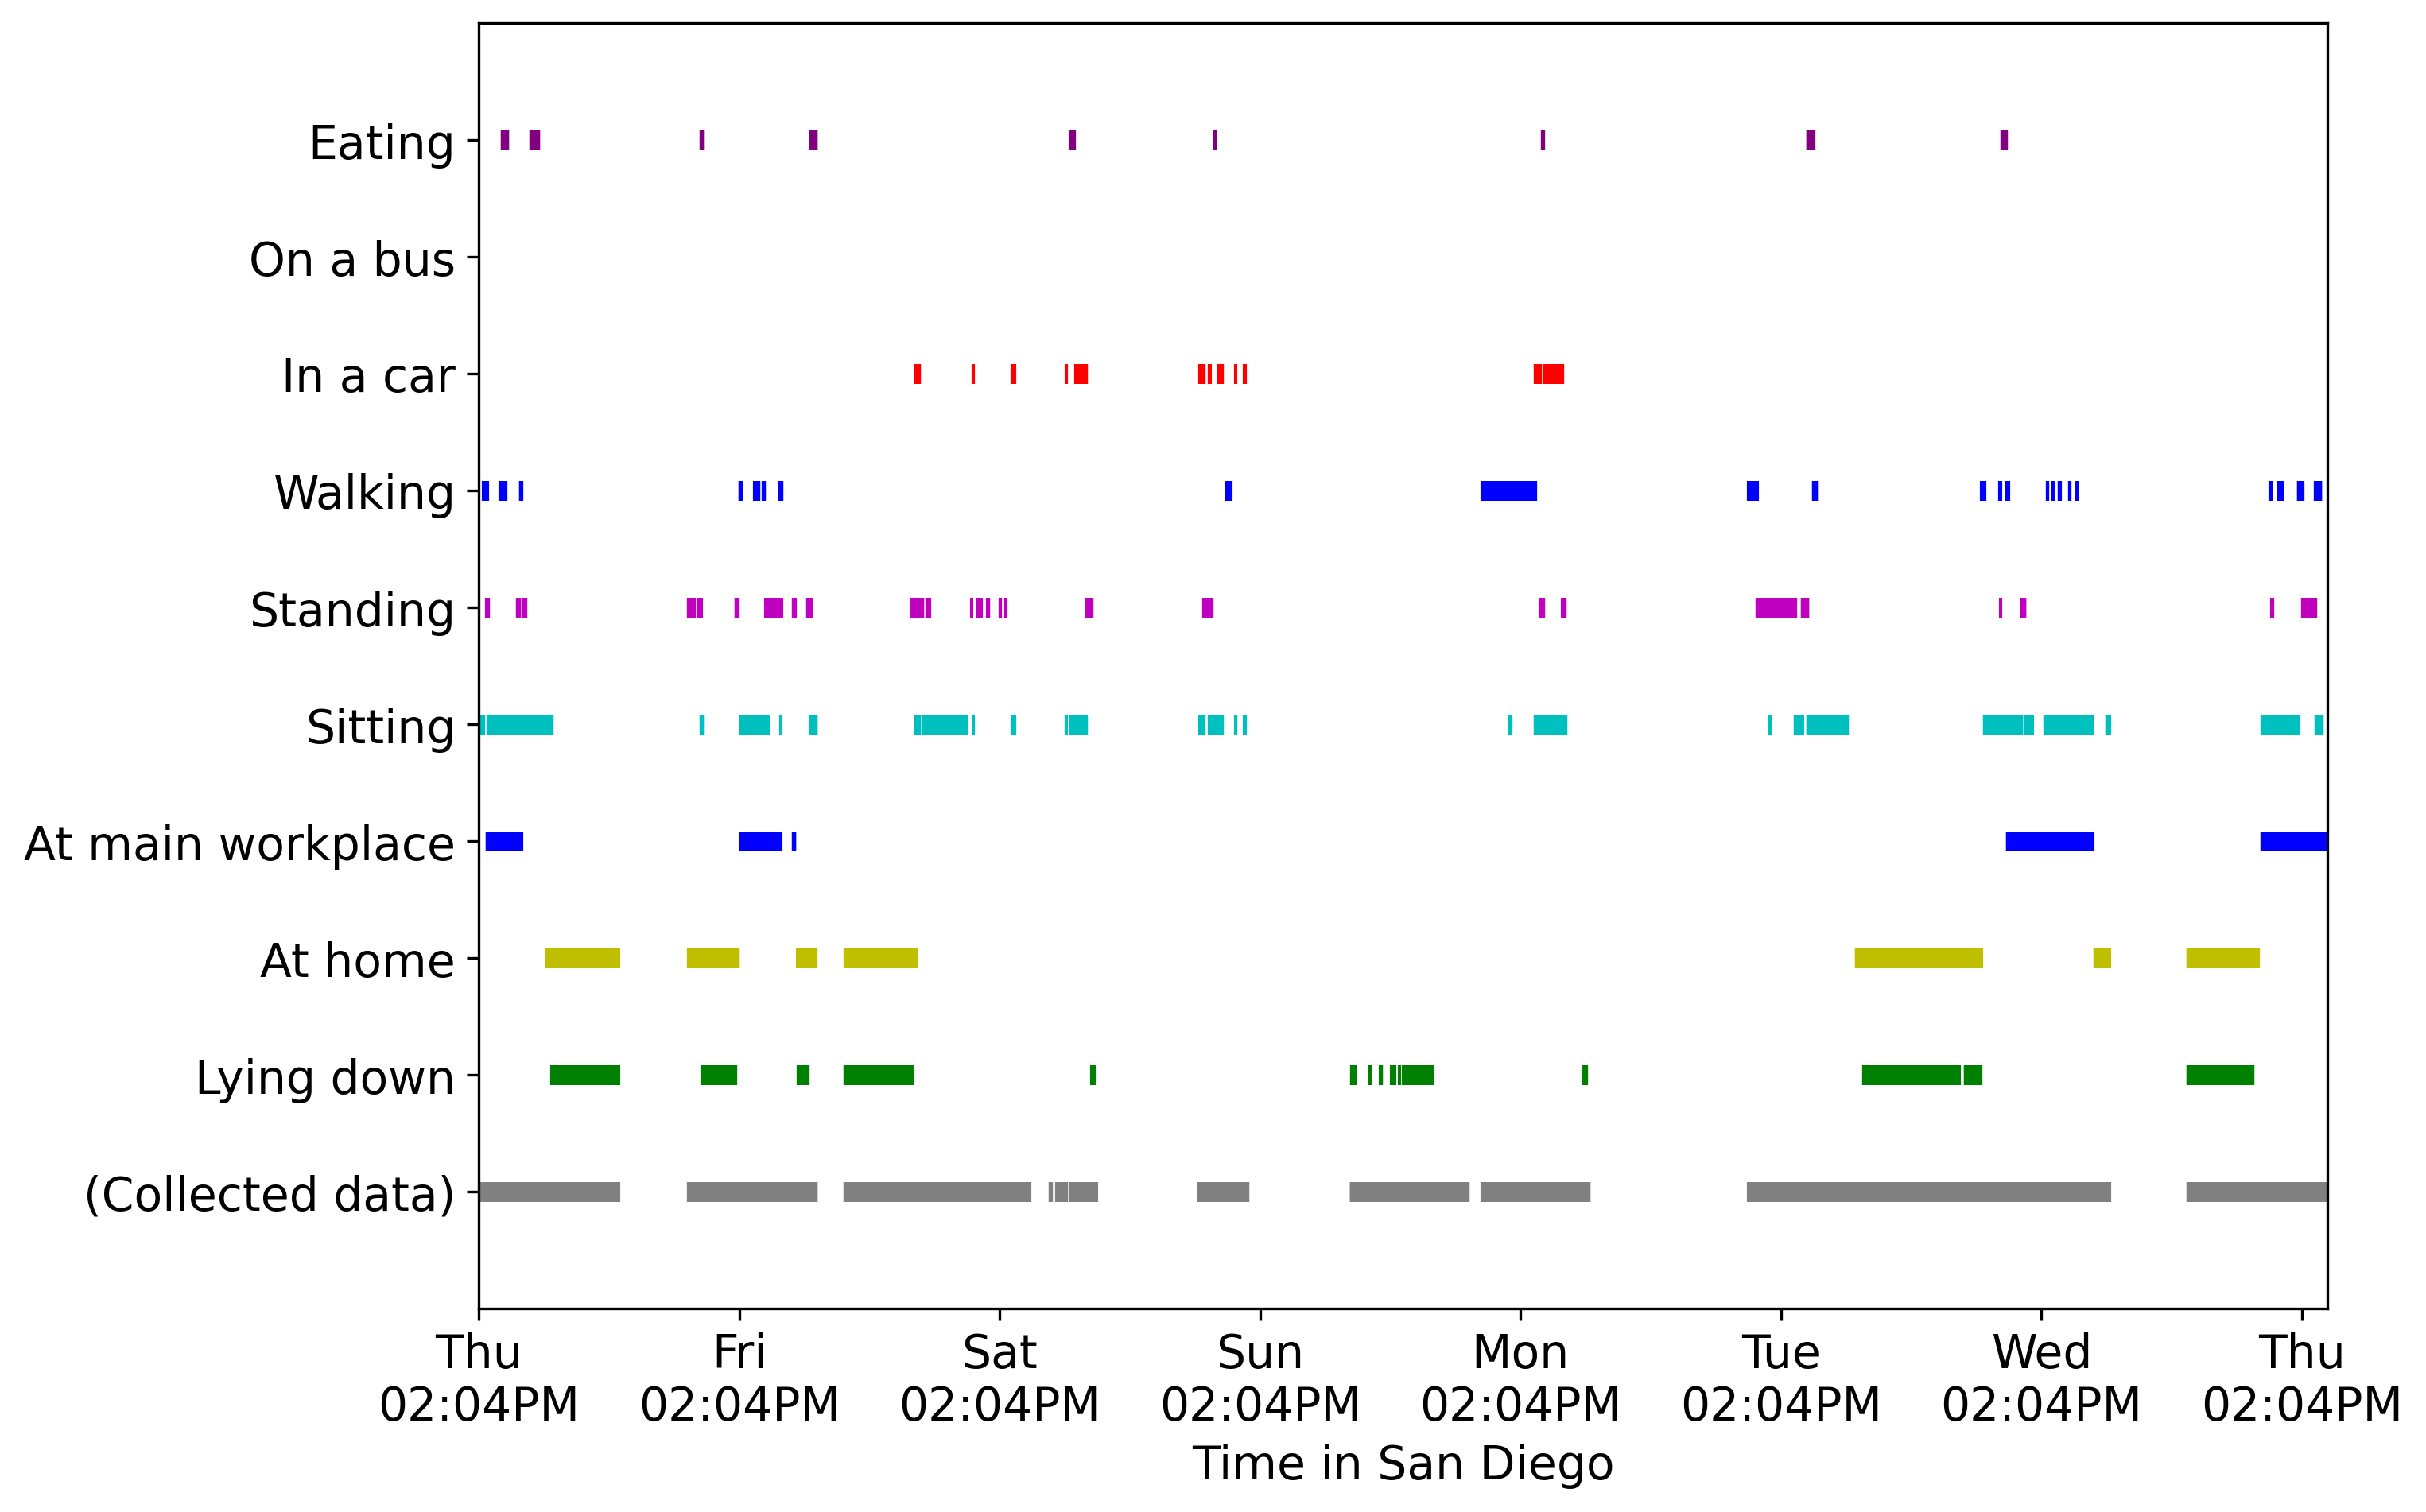 Eating
On a bus
In a car
Walking
Standing
Sitting
At main workplace
At home
Lying down
(Collected data)
Thu Fri Sat Sun Mon Tue Wed Thu
02:04PM 02:04PM 02:04PM 02:04PM 02:04PM 02:04PM 02:04PM 02:04PM
Time in San Diego